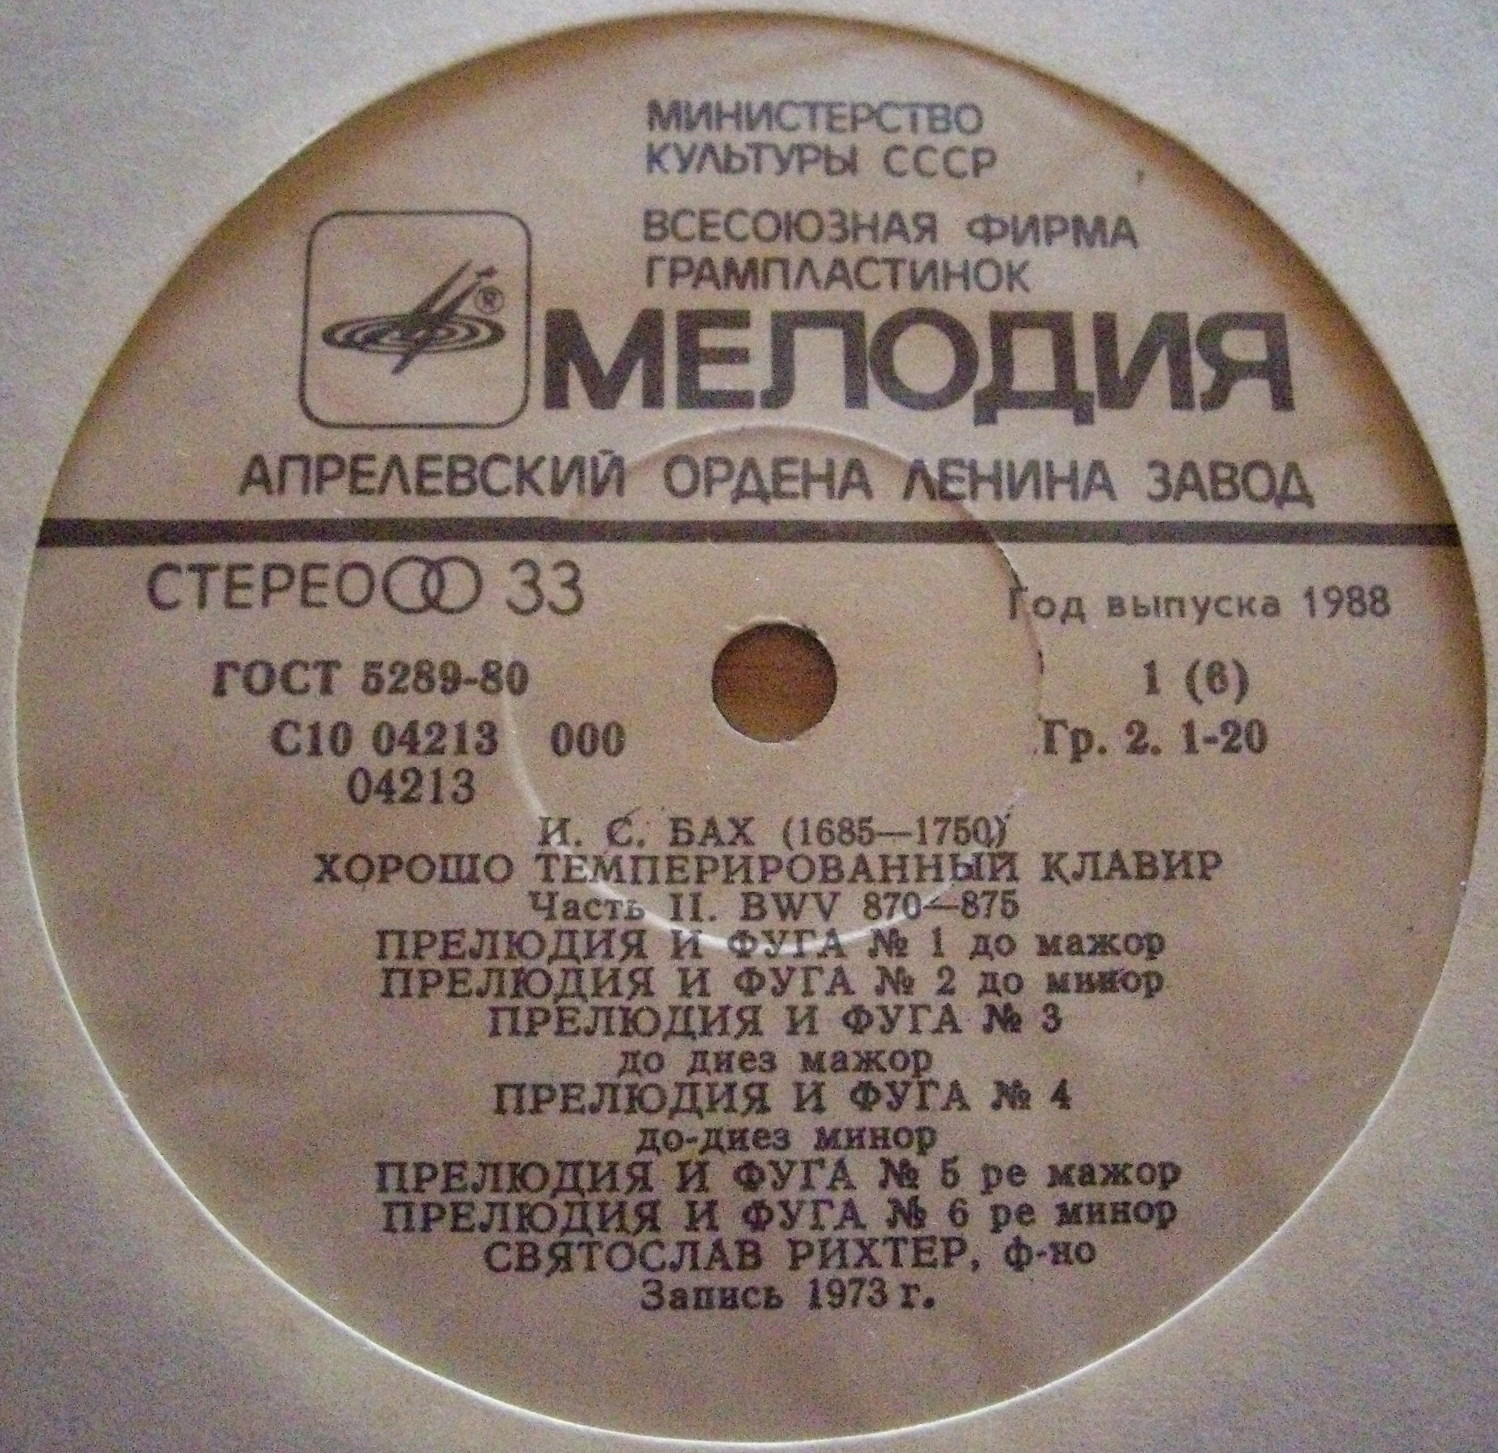 МИНИСТЕРСТВО
КУЛЬТУРЫ СССР
ВСЕСОЮЗНАЯ ФИРМА
ГРАМПЛАСТИНОК
®
МЕЛОДИЯ
АПРЕЛЕВСКИЙ ОРДЕНА ЛЕНИНА ЗАВОД
СТЕРЕО 33
Год выпуска 1988
ГОСТ 5289-80
1 (6)
С10 04213 000
Гр. 2. 1-20
04213
И. С. БАХ (1685—1750)
ХОРОШО ТЕМПЕРИРОВАННЫЙ КЛАВИР
Часть II. BWV 870—875
ПРЕЛЮДИЯ И ФУГА № 1 до мажор
ПРЕЛЮДИЯ И ФУГА № 2 до минор
ПРЕЛЮДИЯ И ФУГА № 3
до диез мажор
ПРЕЛЮДИЯ И ФУГА № 4
до-диез минор
ПРЕЛЮДИЯ И ФУГА № 5 ре мажор
ПРЕЛЮДИЯ И ФУГА № 6 ре минор
СВЯТОСЛАВ РИХТЕР, ф-но
Запись 1973 г.